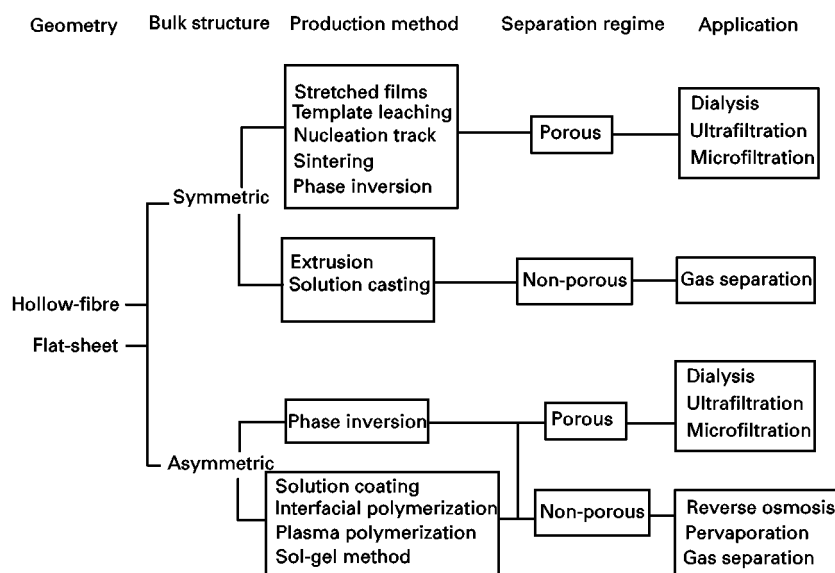 Geometry Bulk structure Production method Separation regime Application
Stretched films
Template leaching
Nucleation track
Sintering
Phase inversion
Porous
Dialysis
Ultrafiltration
Microfiltration
Symmetric
Extrusion
Solution casting
Non-porous
Gas separation
Hollow-fibre
Flat-sheet
Asymmetric
Phase inversion
Porous
Dialysis
Ultrafiltration
Microfiltration
Solution coating
Interfacial polymerization
Plasma polymerization
Sol-gel method
Non-porous
Reverse osmosis
Pervaporation
Gas separation